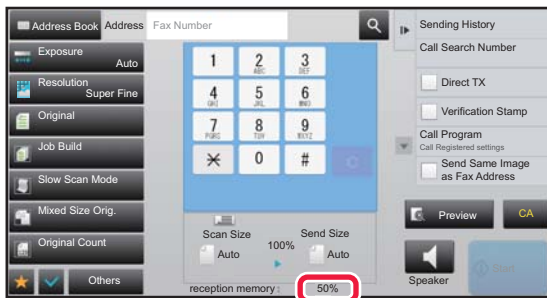 Address Book Address Fax Number
Sending History
Call Search Number
Exposure
Auto
Direct TX
Resolution
Super Fine
Verification Stamp
Original
Call Program
Call Registered settings
Job Build
Send Same Image
as Fax Address
Slow Scan Mode
Mixed Size Orig.
Original Count
Others
1
2
ABC
3
DEF
4
GHI
5
JKL
6
MNO
7
PQRS
8
TUV
9
WXYZ
0
#
C
Scan Size
Auto
100%
Send Size
Auto
reception memory : 50%
Preview
CA
Speaker
Start